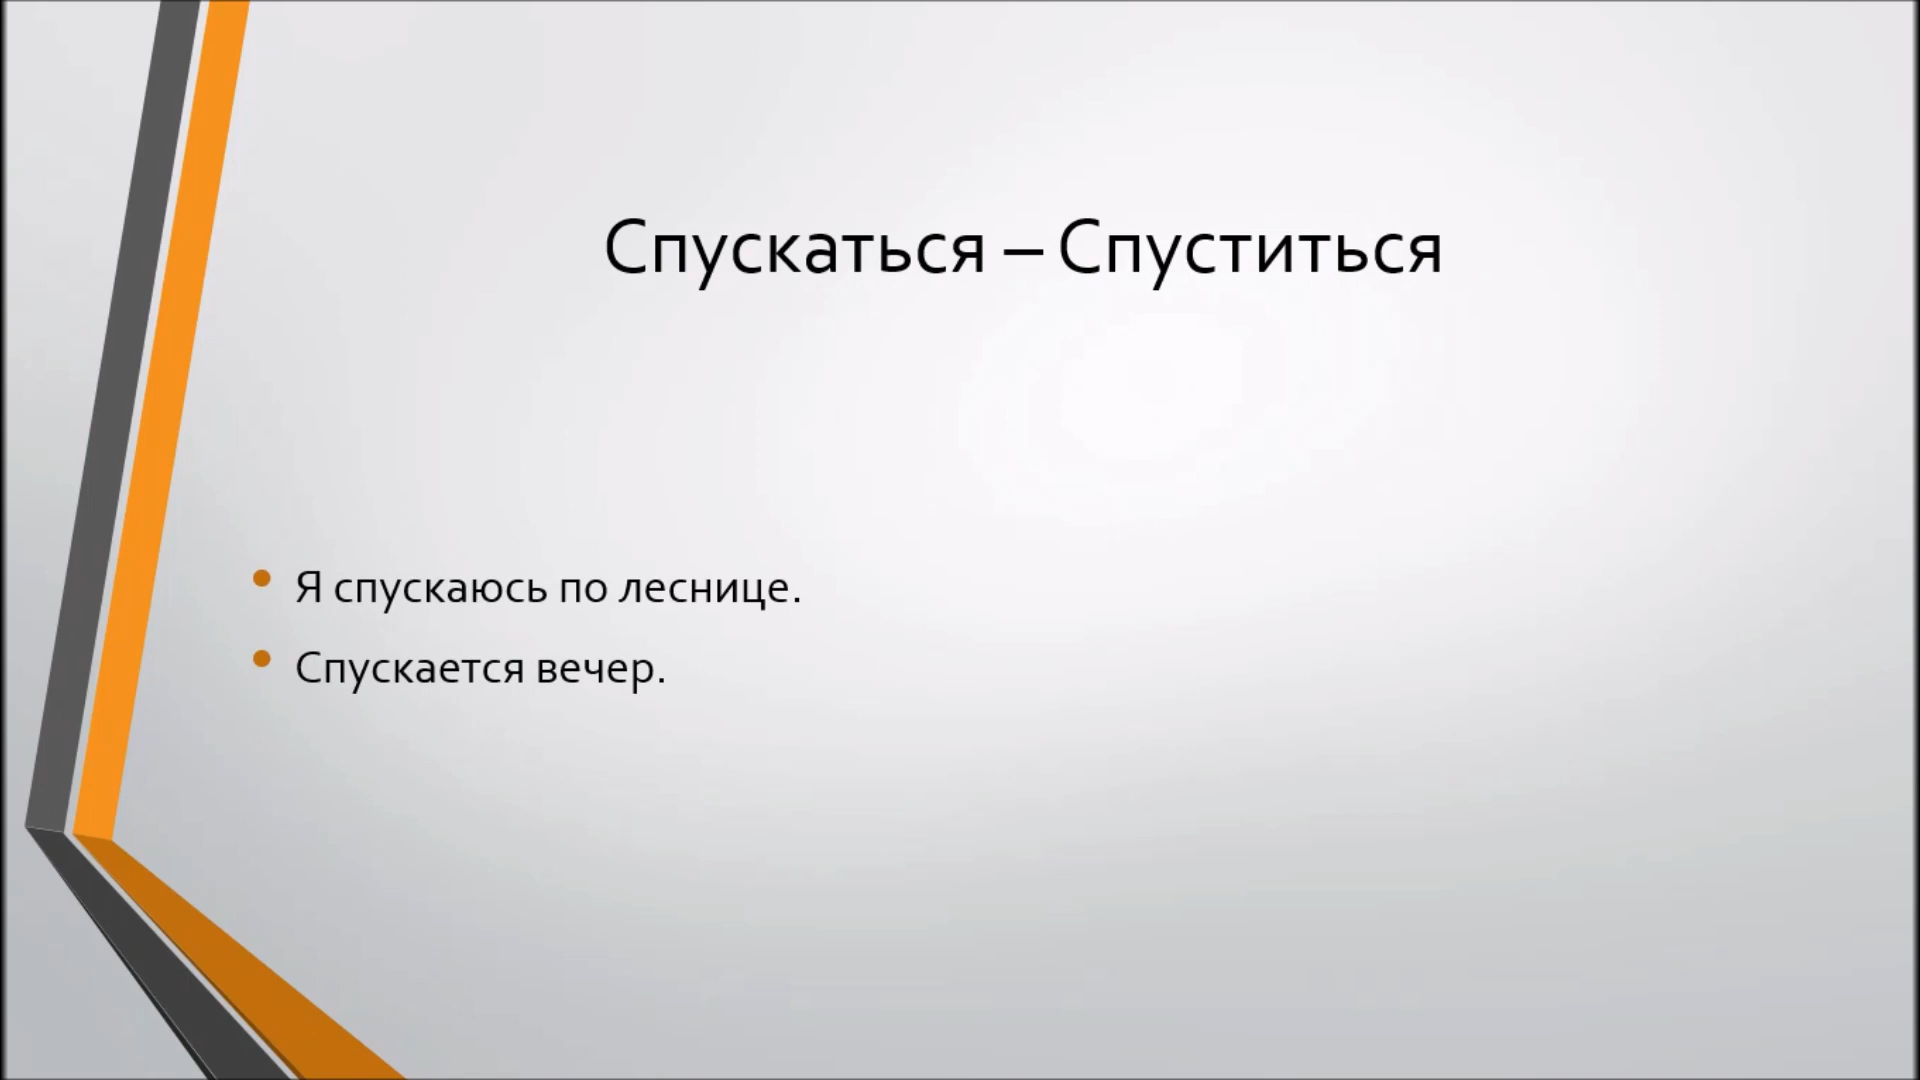 Спускаться – Спуститься
Я спускаюсь по леснице.
Спускается вечер.